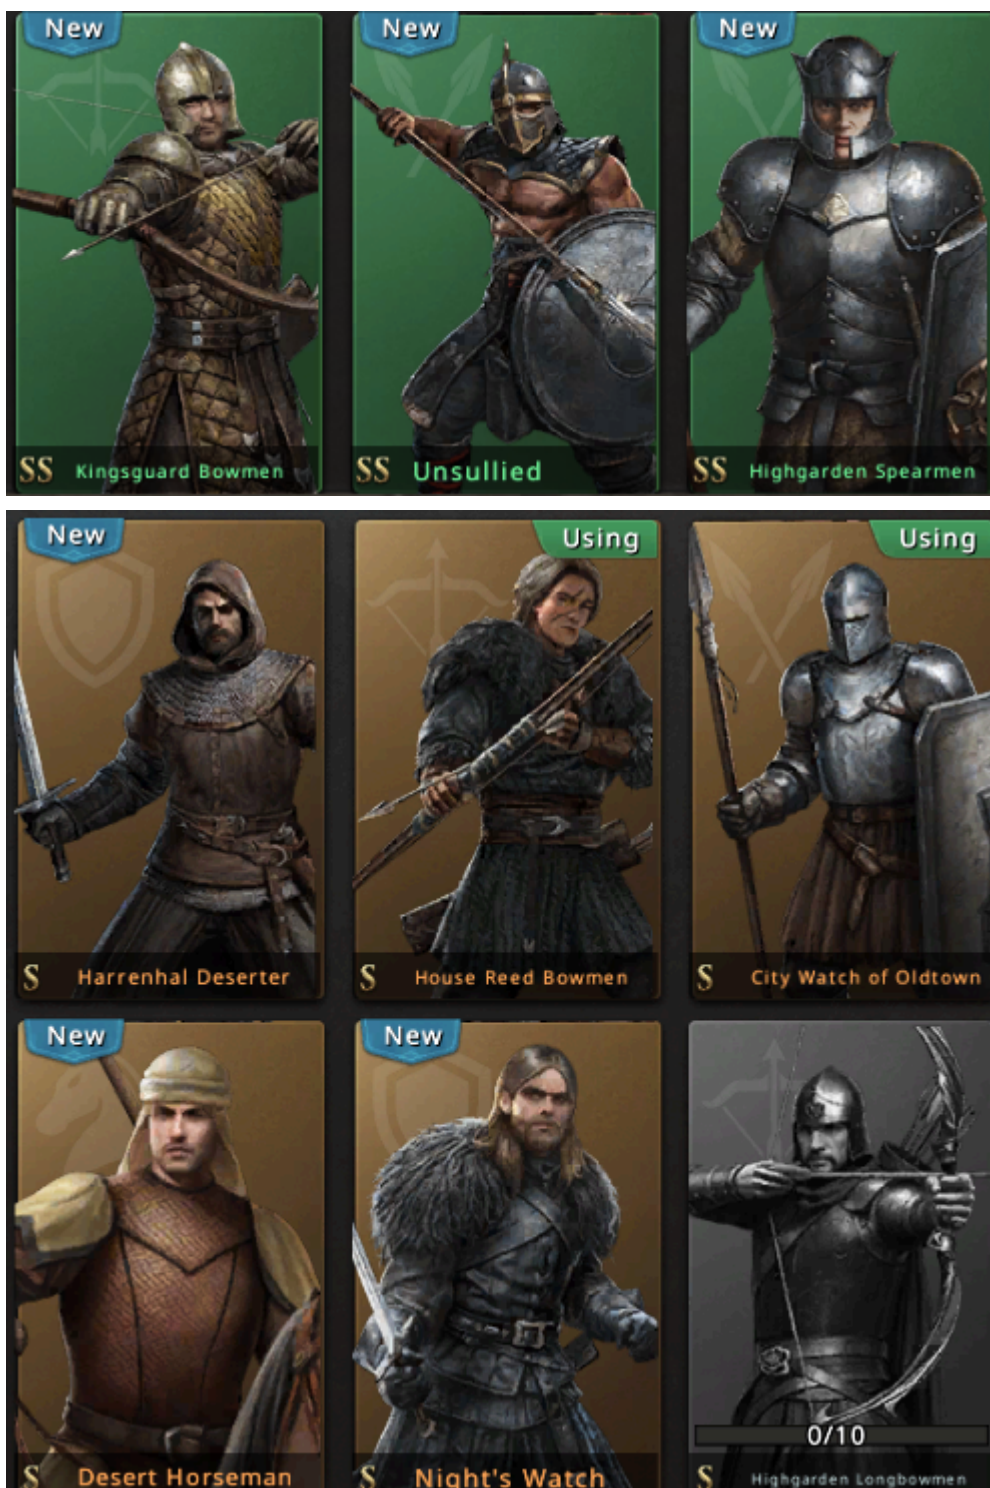 New
New
New
SS Kingsguard Bowmen
SS Unsullied
SS Highgarden Spearmen
New
Using
Using
S Harrenhal Deserter
S House Reed Bowmen
S City Watch of Oldtown
New
New
0/10
S Desert Horseman
S Night's Watch
S Highgarden Longbowmen